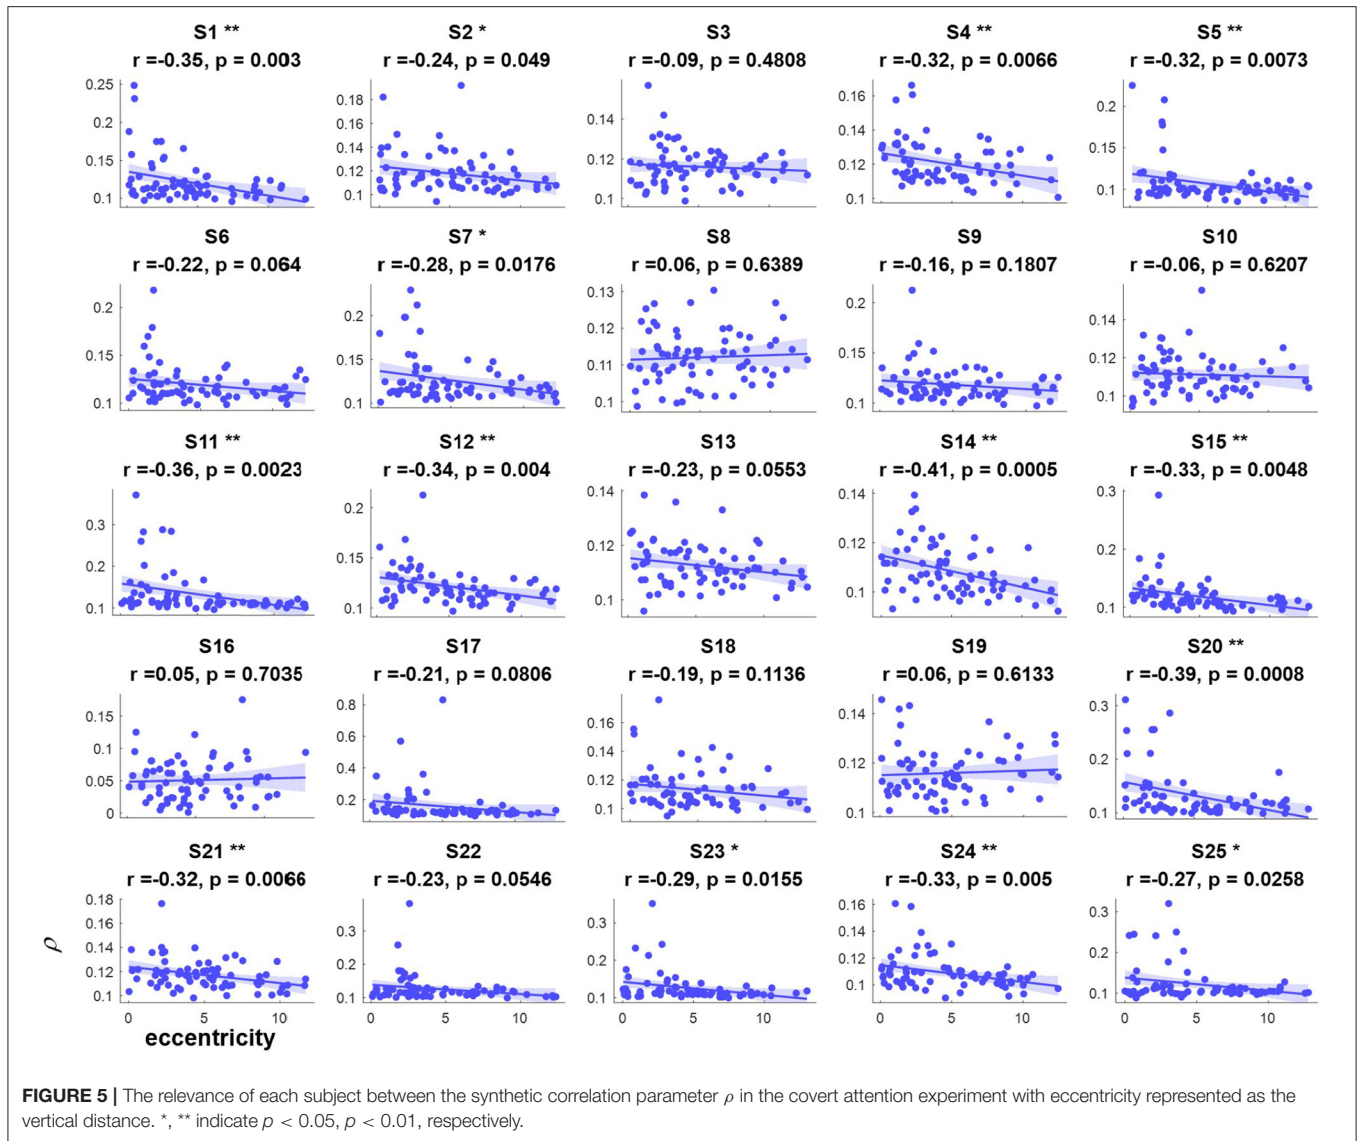 S1 ** S2 * S3 S4 ** S5 **
r =-0.35, p = 0.003 r =-0.24, p = 0.049 r =-0.09, p = 0.4808 r =-0.32, p = 0.0066 r =-0.32, p = 0.0073
0.25 0.18 0.14 0.16 0.2
0.2 0.16 0.12 0.14 0.15
0.15 0.14 0.1 0.12 0.1
0.1 0.12 0.1
0.1
S6 S7 * S8 S9 S10
r =-0.22, p = 0.064 r =-0.28, p = 0.0176 r =0.06, p = 0.6389 r =-0.16, p = 0.1807 r =-0.06, p = 0.6207
0.2 0.2 0.13 0.2 0.14
0.15 0.15 0.12 0.15 0.12
0.1 0.1 0.11 0.1 0.1
0.1
S11 ** S12 ** S13 S14 ** S15 **
r =-0.36, p = 0.0023 r =-0.34, p = 0.004 r =-0.23, p = 0.0553 r =-0.41, p = 0.0005 r =-0.33, p = 0.0048
0.3 0.2 0.14 0.14 0.3
0.2 0.15 0.12 0.12 0.2
0.1 0.1 0.1 0.1 0.1
S16 S17 S18 S19 S20 **
r =0.05, p = 0.7035 r =-0.21, p = 0.0806 r =-0.19, p = 0.1136 r =0.06, p = 0.6133 r =-0.39, p = 0.0008
0.15 0.8 0.16 0.14 0.3
0.1 0.6 0.14 0.12 0.2
0.05 0.4 0.12 0.1 0.1
0 0.2 0.1
S21 ** S22 S23 * S24 ** S25 *
r =-0.32, p = 0.0066 r =-0.23, p = 0.0546 r =-0.29, p = 0.0155 r =-0.33, p = 0.005 r =-0.27, p = 0.0258
0.18 0.3 0.3 0.16 0.3
0.16 0.2 0.2 0.14 0.2
0.14 0.1 0.1 0.12 0.1
0.12 0.1
0.1
ρ
0 5 10 0 5 10 0 5 10 0 5 10 0 5 10
eccentricity
FIGURE 5 | The relevance of each subject between the synthetic correlation parameter ρ in the covert attention experiment with eccentricity represented as the
vertical distance. *, ** indicate p < 0.05, p < 0.01, respectively.